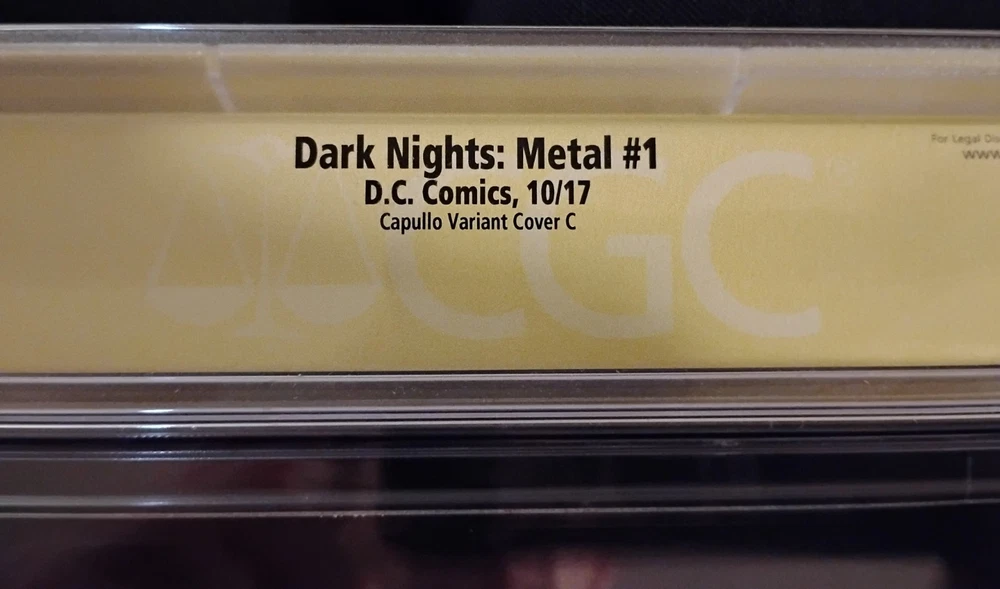 Dark Nights: Metal #1
D.C. Comics, 10/17
Capullo Variant Cover C
For Legal
www
CGC